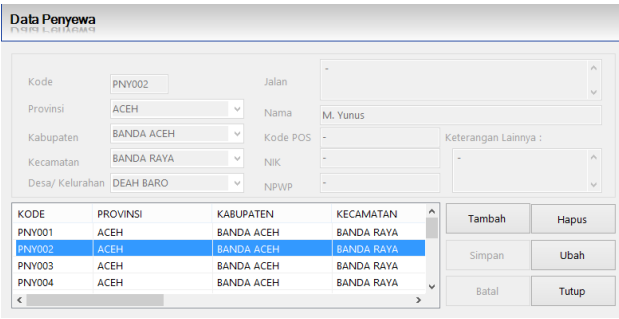 Data Penyewa
Kode PNY002 Jalan -
Provinsi ACEH Nama M. Yunus
Kabupaten BANDA ACEH Kode POS - Keterangan Lainnya :
Kecamatan BANDA RAYA NIK - -
Desa/ Kelurahan DEAH BARO NPWP -
KODE PROVINSI KABUPATEN KECAMATAN Tambah Hapus
PNY001 ACEH BANDA ACEH BANDA RAYA
PNY002 ACEH BANDA ACEH BANDA RAYA Simpan Ubah
PNY003 ACEH BANDA ACEH BANDA RAYA
PNY004 ACEH BANDA ACEH BANDA RAYA Batal Tutup